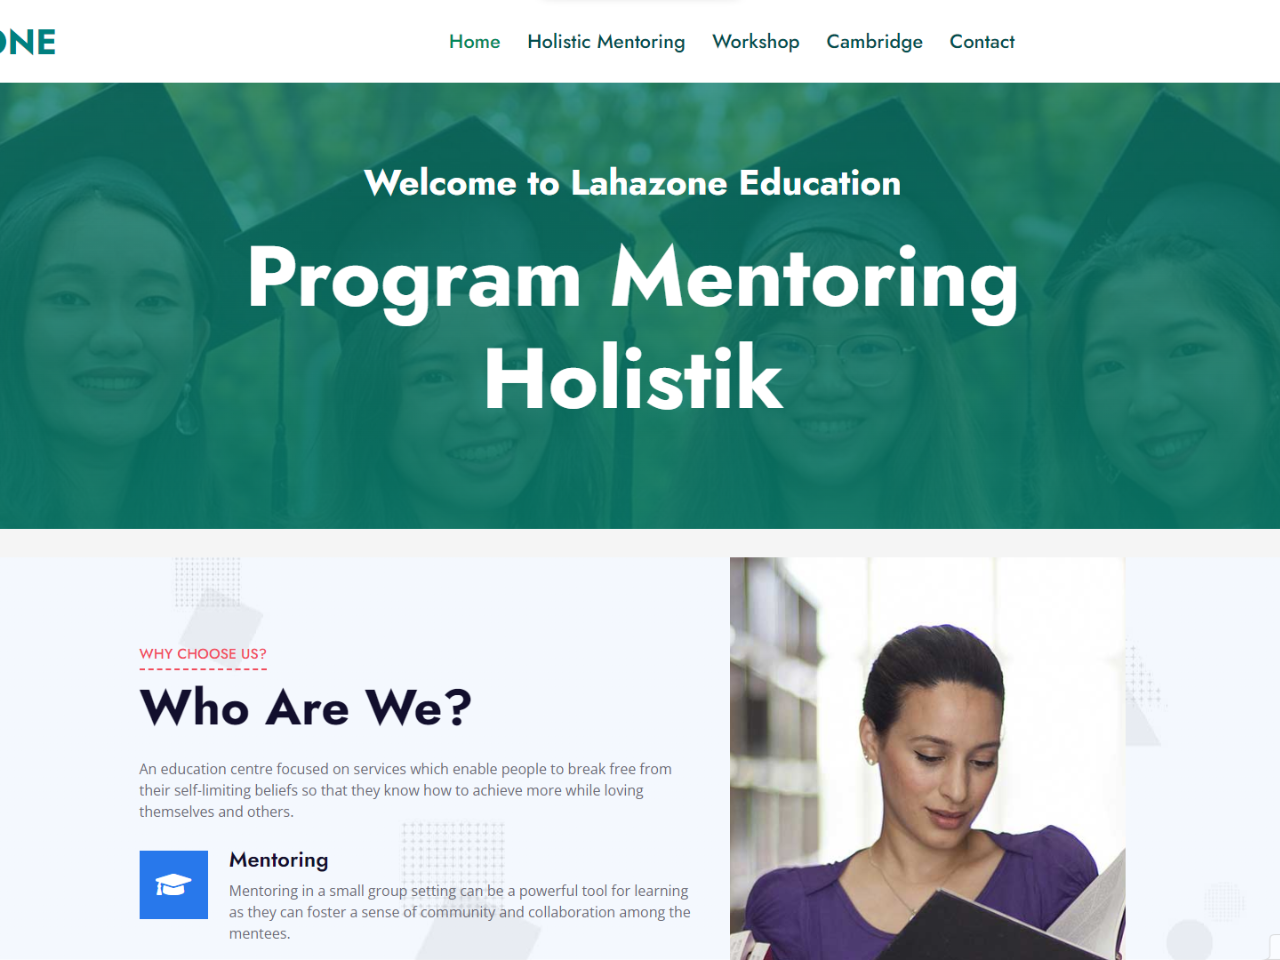 ONE
Home Holistic Mentoring Workshop Cambridge Contact
Welcome to Lahazone Education
Program Mentoring
Holistik
WHY CHOOSE US?
Who Are We?
An education centre focused on services which enable people to break free from
their self-limiting beliefs so that they know how to achieve more while loving
themselves and others.
Mentoring
Mentoring in a small group setting can be a powerful tool for learning
as they can foster a sense of community and collaboration among the
mentees.